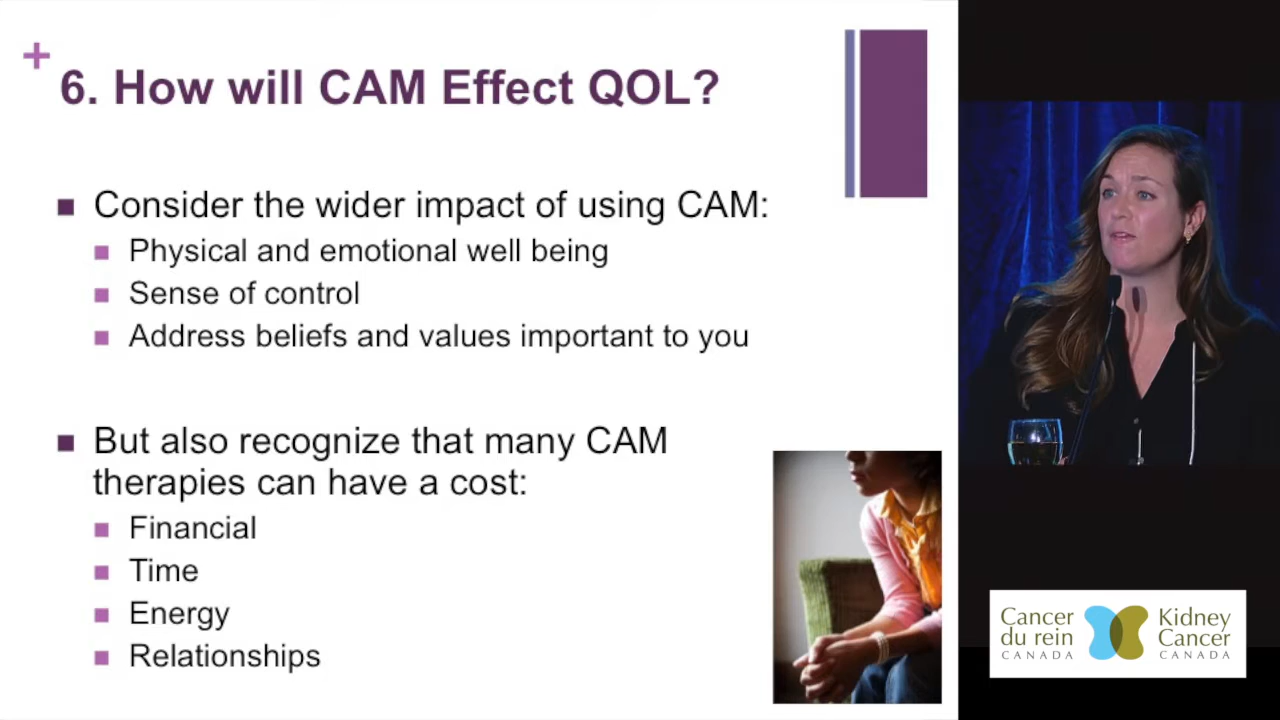 +
6. How will CAM Effect QOL?
Consider the wider impact of using CAM:
Physical and emotional well being
Sense of control
Address beliefs and values important to you
But also recognize that many CAM
therapies can have a cost:
Financial
Time
Energy
Relationships
Cancer
du rein
CANADA
Kidney
Cancer
CANADA